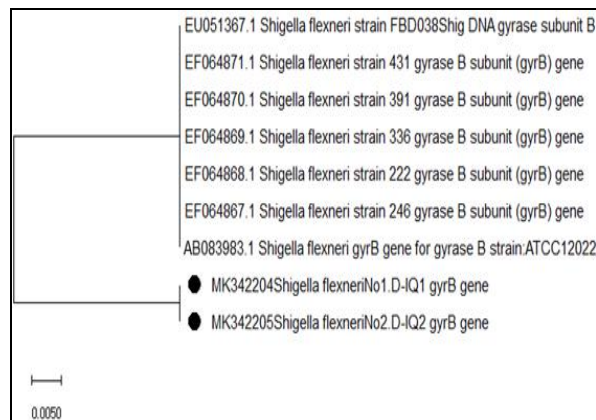 EU051367.1 Shigella flexneri strain FBD038Shig DNA gyrase subunit B
EF064871.1 Shigella flexneri strain 431 gyrase B subunit (gyrB) gene
EF064870.1 Shigella flexneri strain 391 gyrase B subunit (gyrB) gene
EF064869.1 Shigella flexneri strain 336 gyrase B subunit (gyrB) gene
EF064868.1 Shigella flexneri strain 222 gyrase B subunit (gyrB) gene
EF064867.1 Shigella flexneri strain 246 gyrase B subunit (gyrB) gene
AB083983.1 Shigella flexneri gyrB gene for gyrase B strain:ATCC12022
MK342204Shigella flexneriNo1.D-IQ1 gyrB gene
MK342205Shigella flexneriNo2.D-IQ2 gyrB gene
0.0050